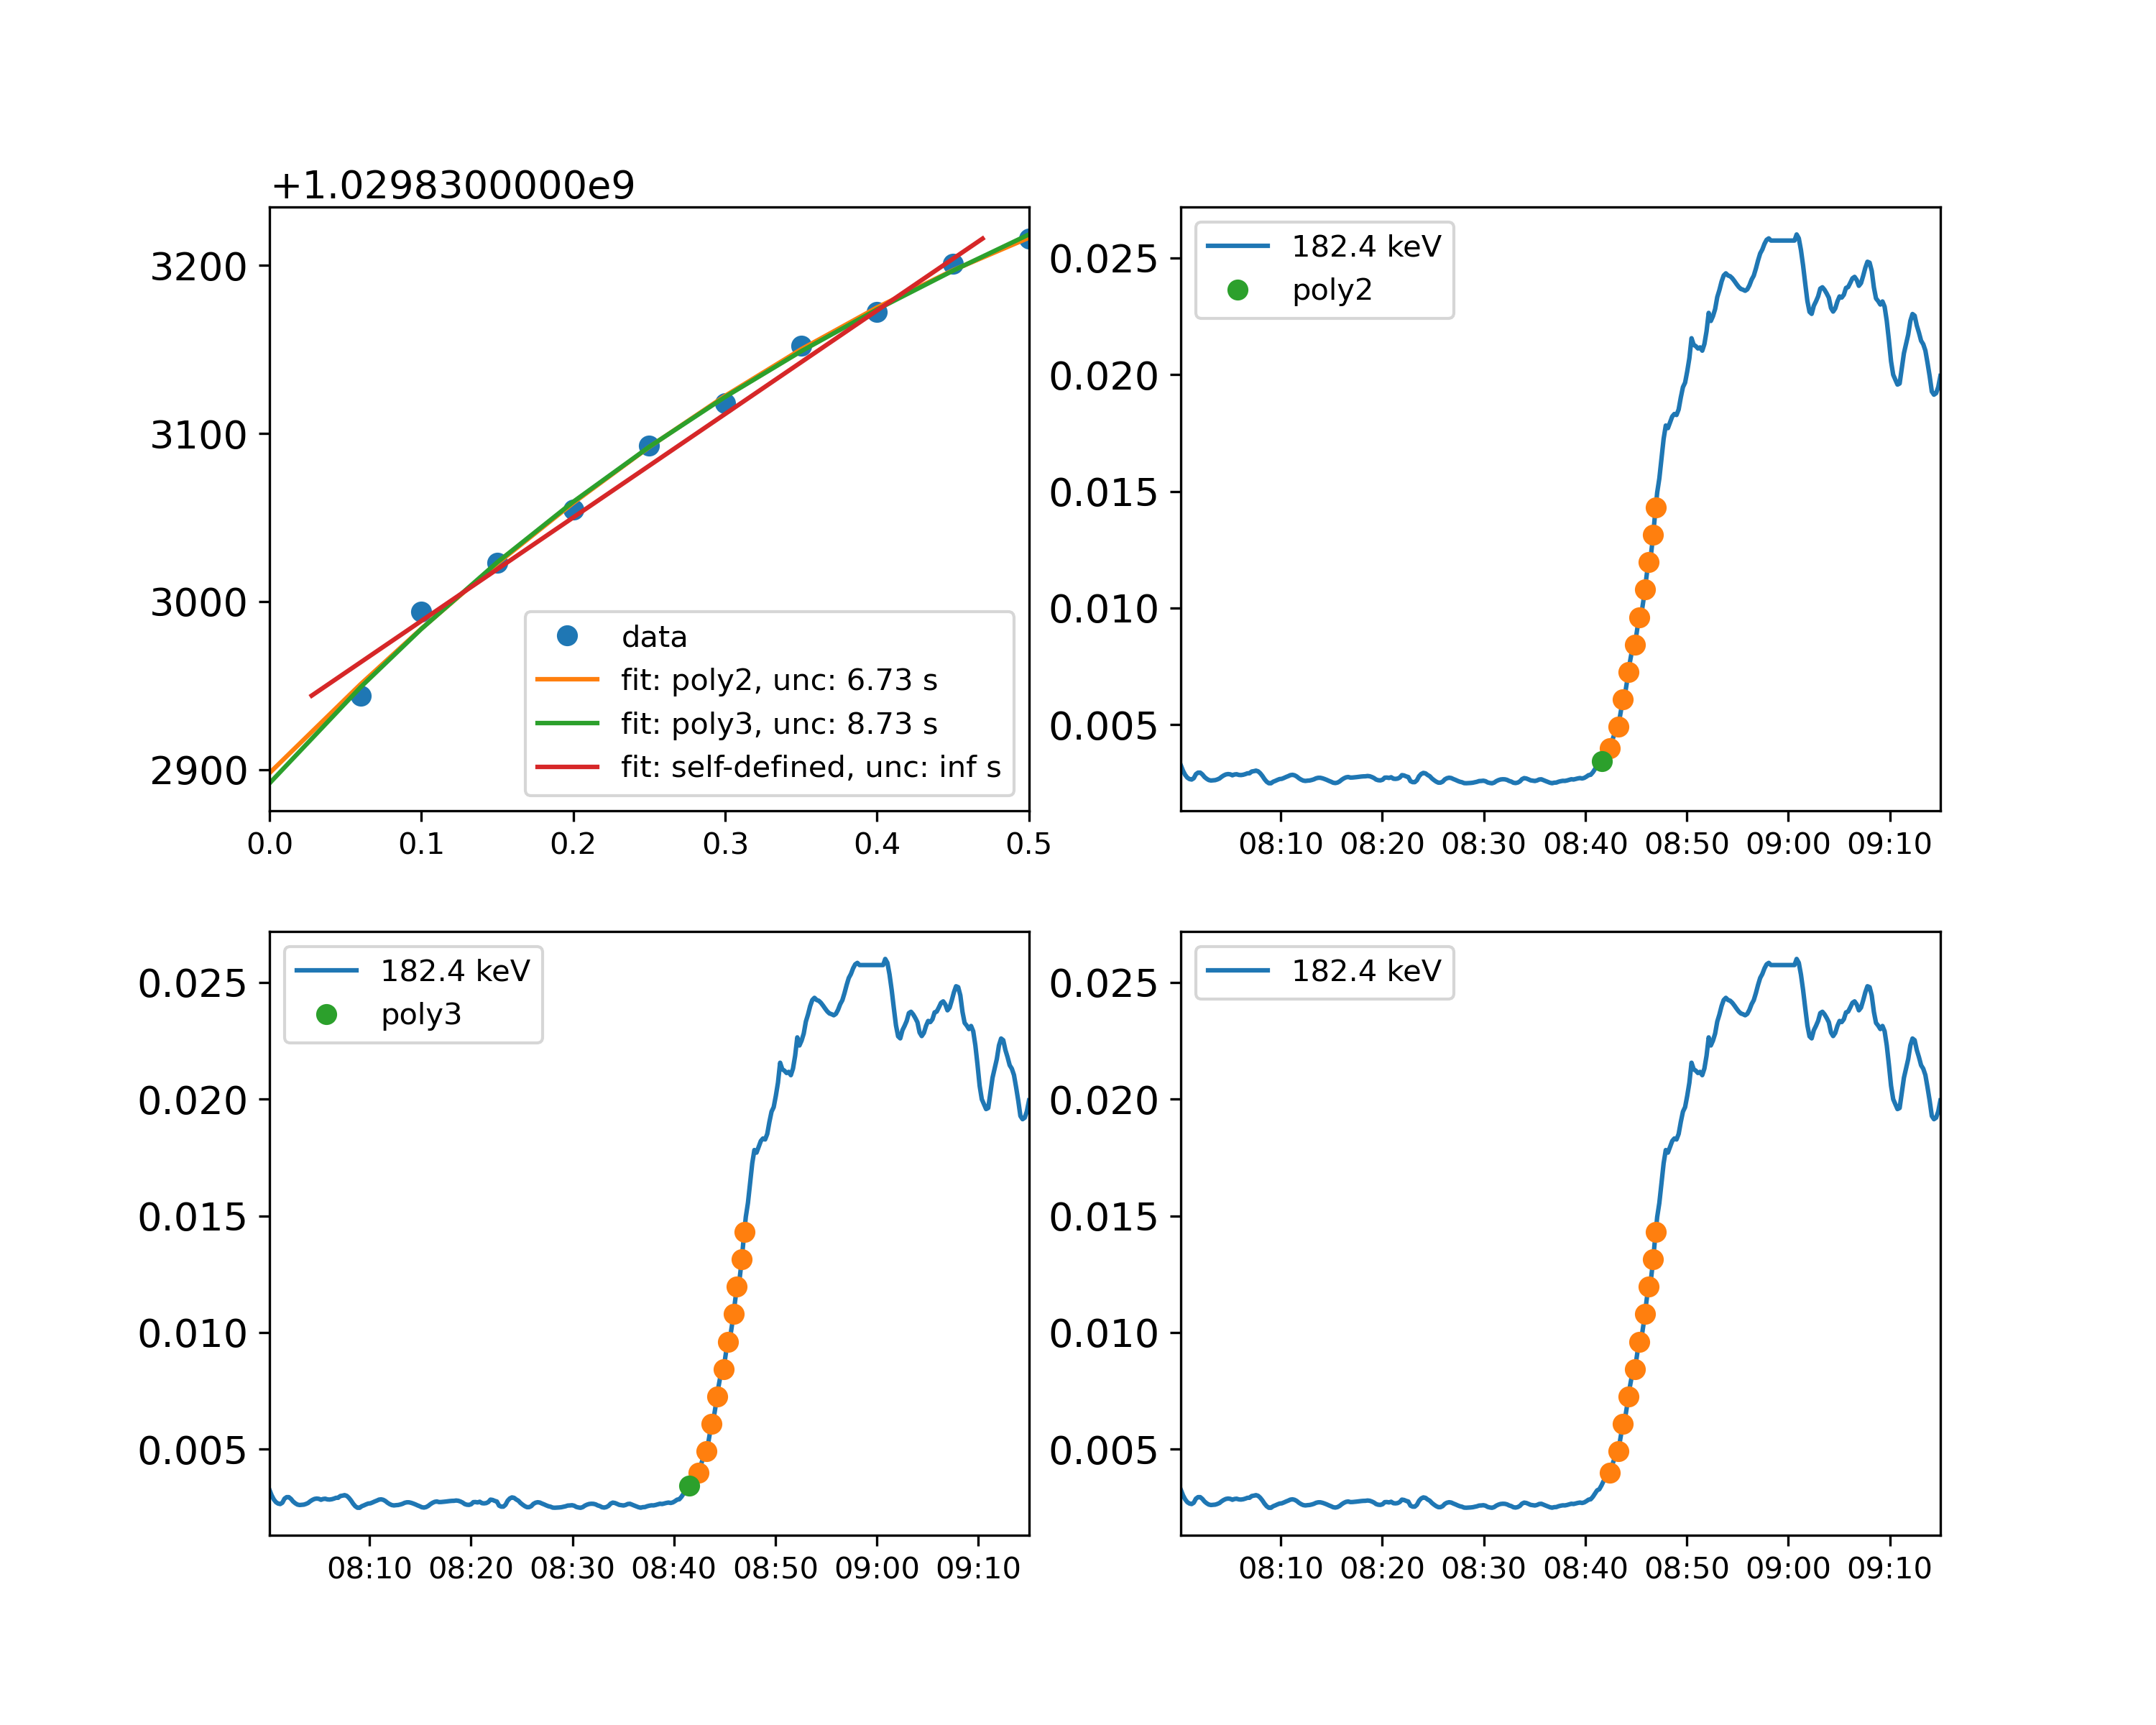 +1.0298300000e9
3200
3100
3000
2900
0.0 0.1 0.2 0.3 0.4 0.5
data
fit: poly2, unc: 6.73 s
fit: poly3, unc: 8.73 s
fit: self-defined, unc: inf s
0.025
0.020
0.015
0.010
0.005
08:10 08:20 08:30 08:40 08:50 09:00 09:10
182.4 keV
poly2
0.025
0.020
0.015
0.010
0.005
08:10 08:20 08:30 08:40 08:50 09:00 09:10
182.4 keV
poly3
0.025
0.020
0.015
0.010
0.005
08:10 08:20 08:30 08:40 08:50 09:00 09:10
182.4 keV